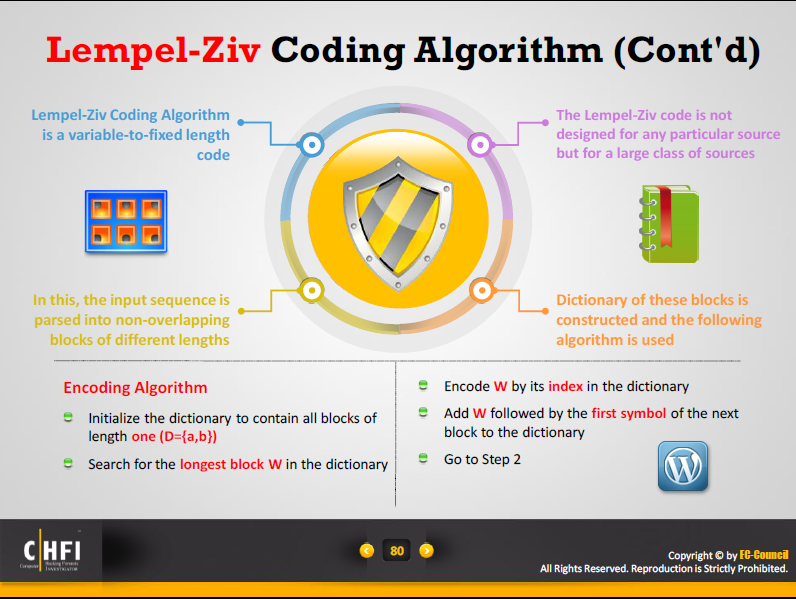 Lempel-Ziv Coding Algorithm (Cont'd)
Lempel-Ziv Coding Algorithm
is a variable-to-fixed length
code
The Lempel-Ziv code is not
designed for any particular source
but for a large class of sources
In this, the input sequence is
parsed into non-overlapping
blocks of different lengths
Dictionary of these blocks is
constructed and the following
algorithm is used
Encoding Algorithm
Initialize the dictionary to contain all blocks of
length one (D={a,b})
Search for the longest block W in the dictionary
Encode W by its index in the dictionary
Add W followed by the first symbol of the next
block to the dictionary
Go to Step 2
W
CHFI
Computer Hacking Forensic
INVESTIGATOR
80
Copyright © by EC-Council
All Rights Reserved. Reproduction is Strictly Prohibited.